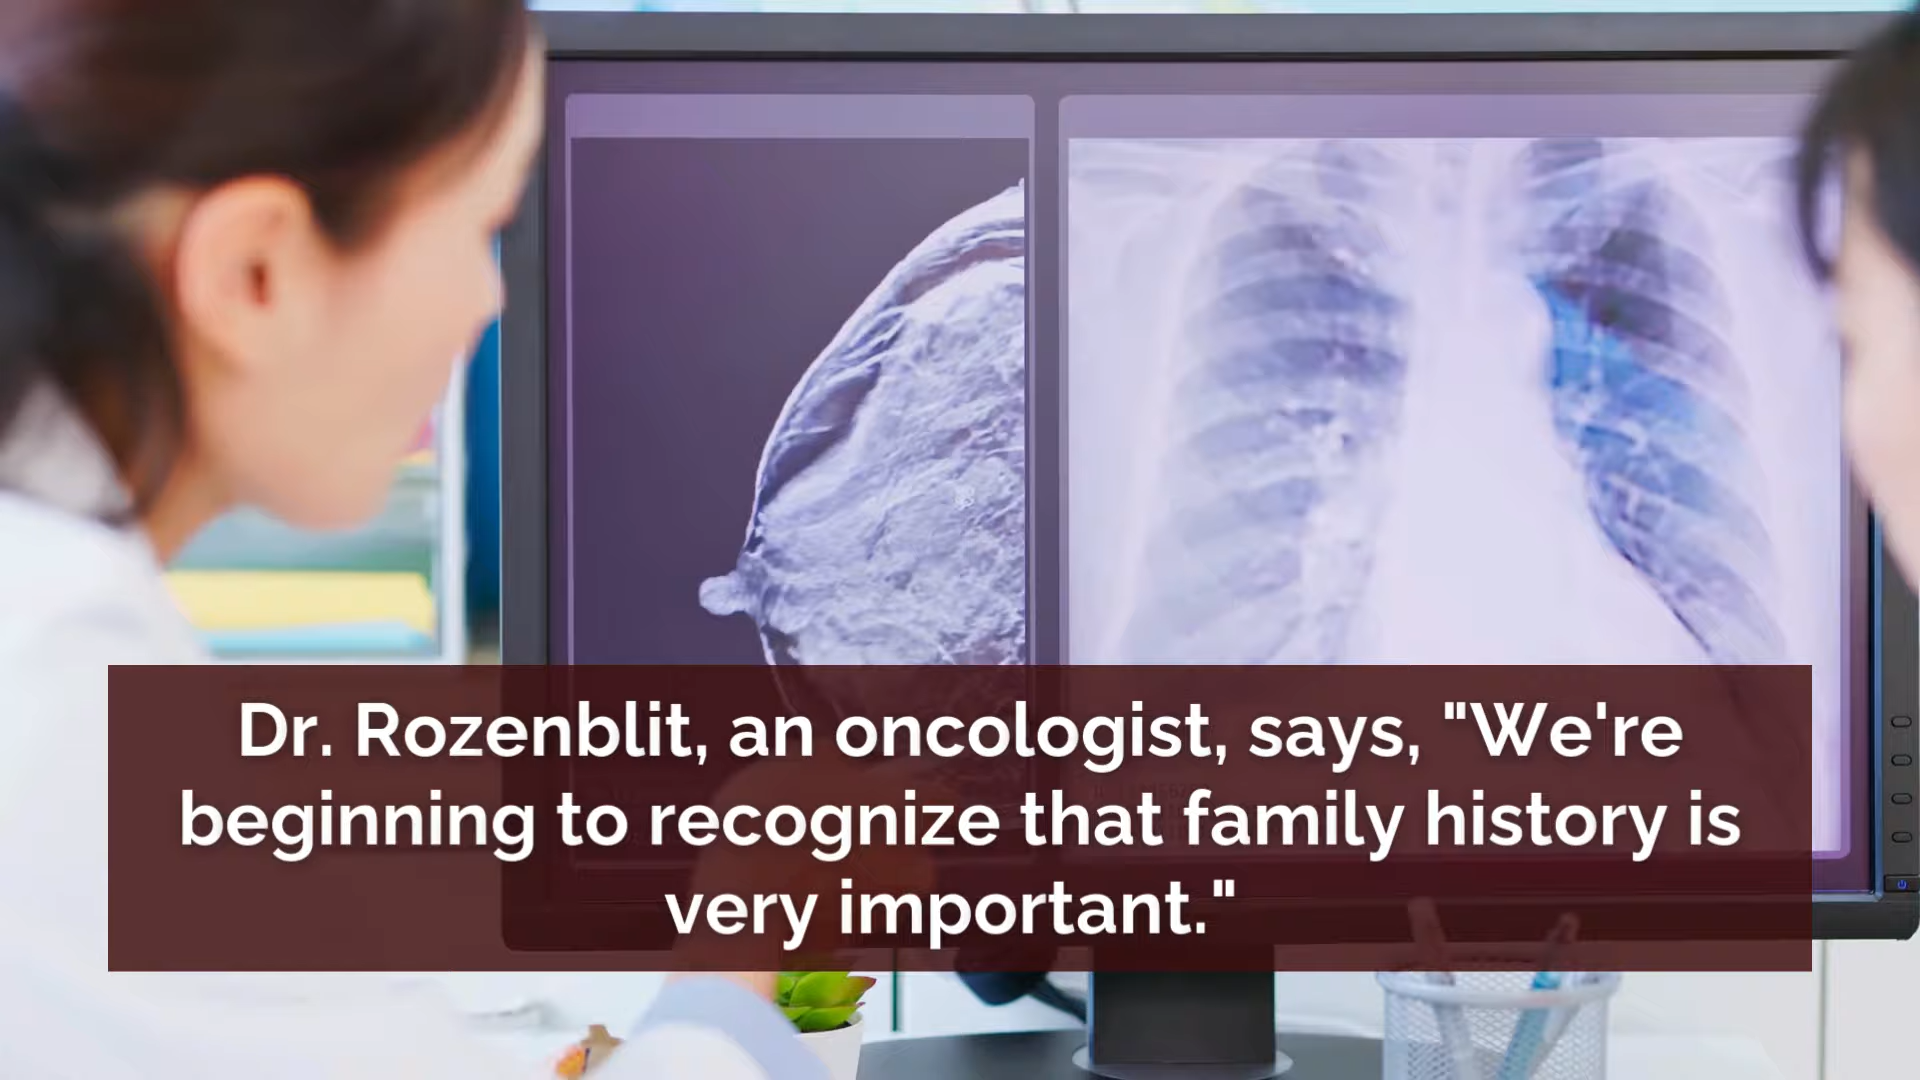 Dr. Rozenblit, an oncologist, says, "We're
beginning to recognize that family history is
very important."